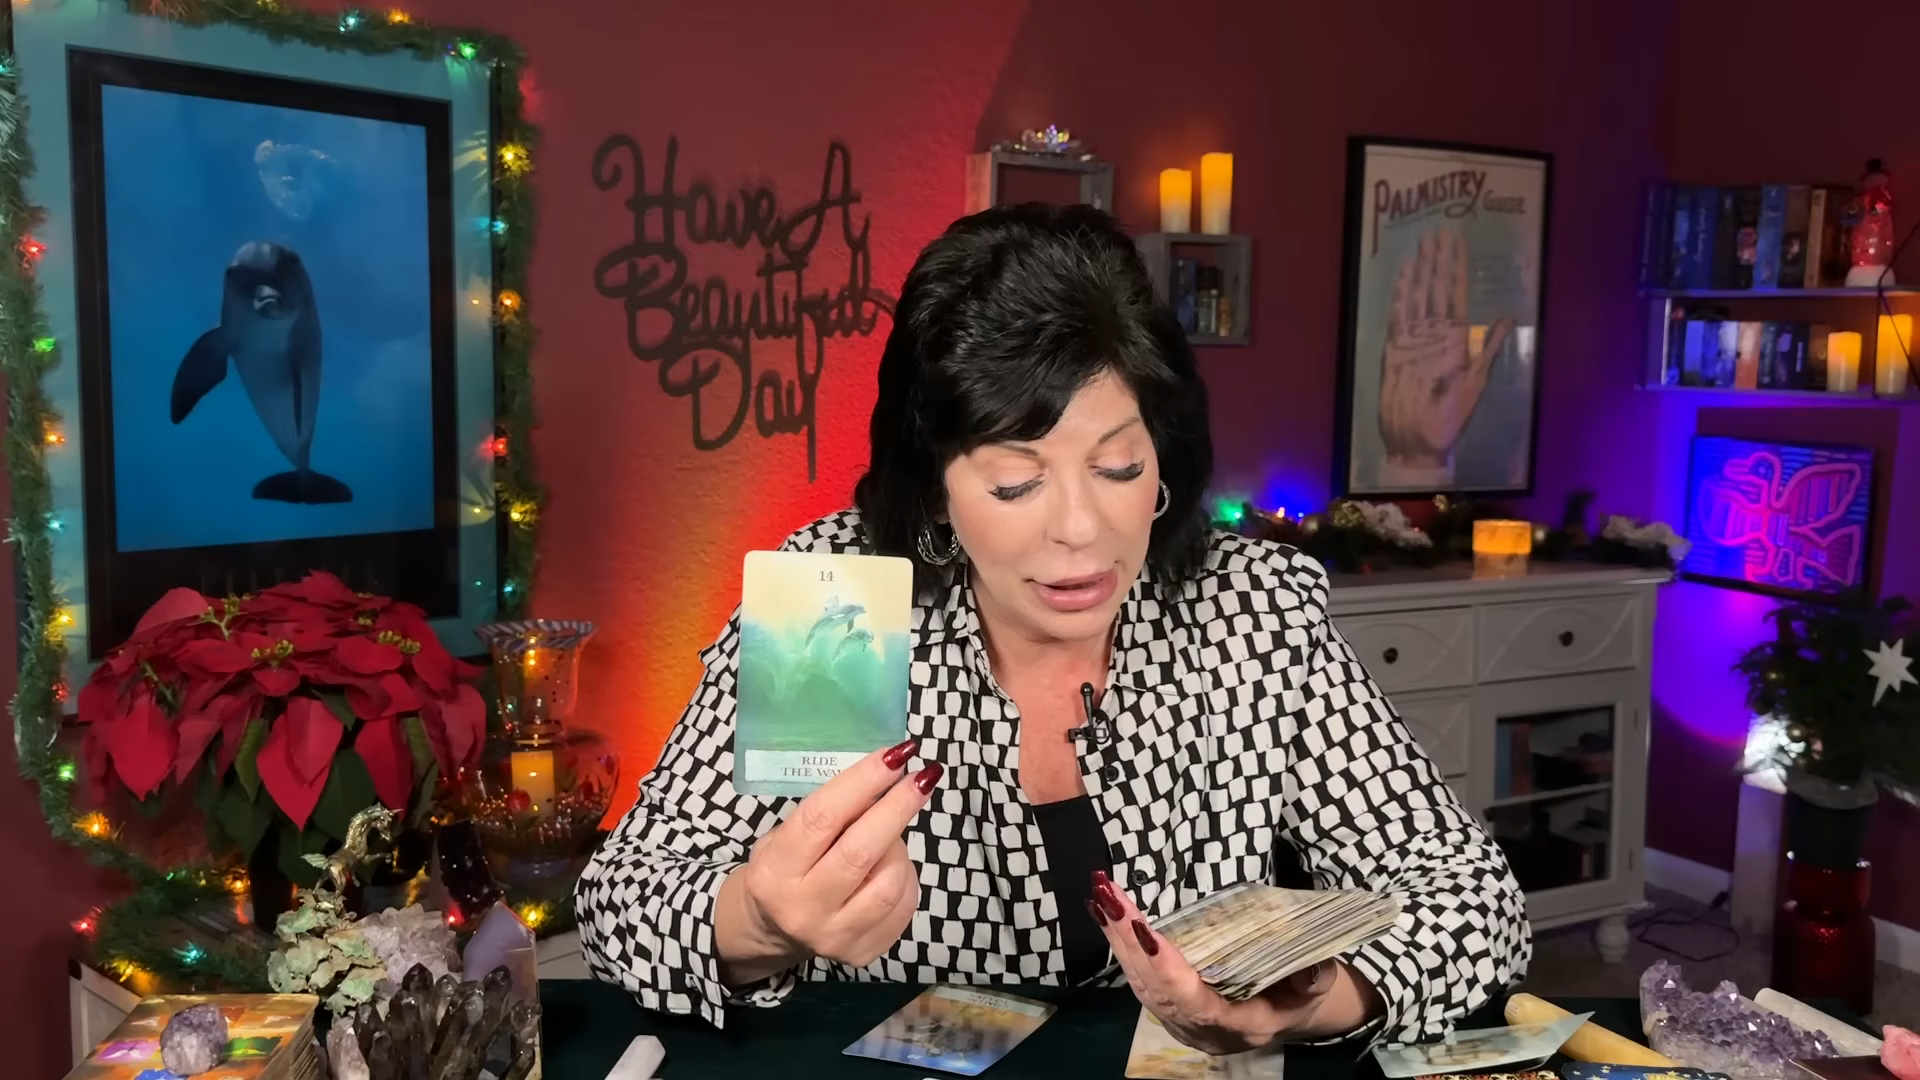 Have A
Beautiful
Day
PALMISTRY GUIDE
14
RIDE
THE WAV